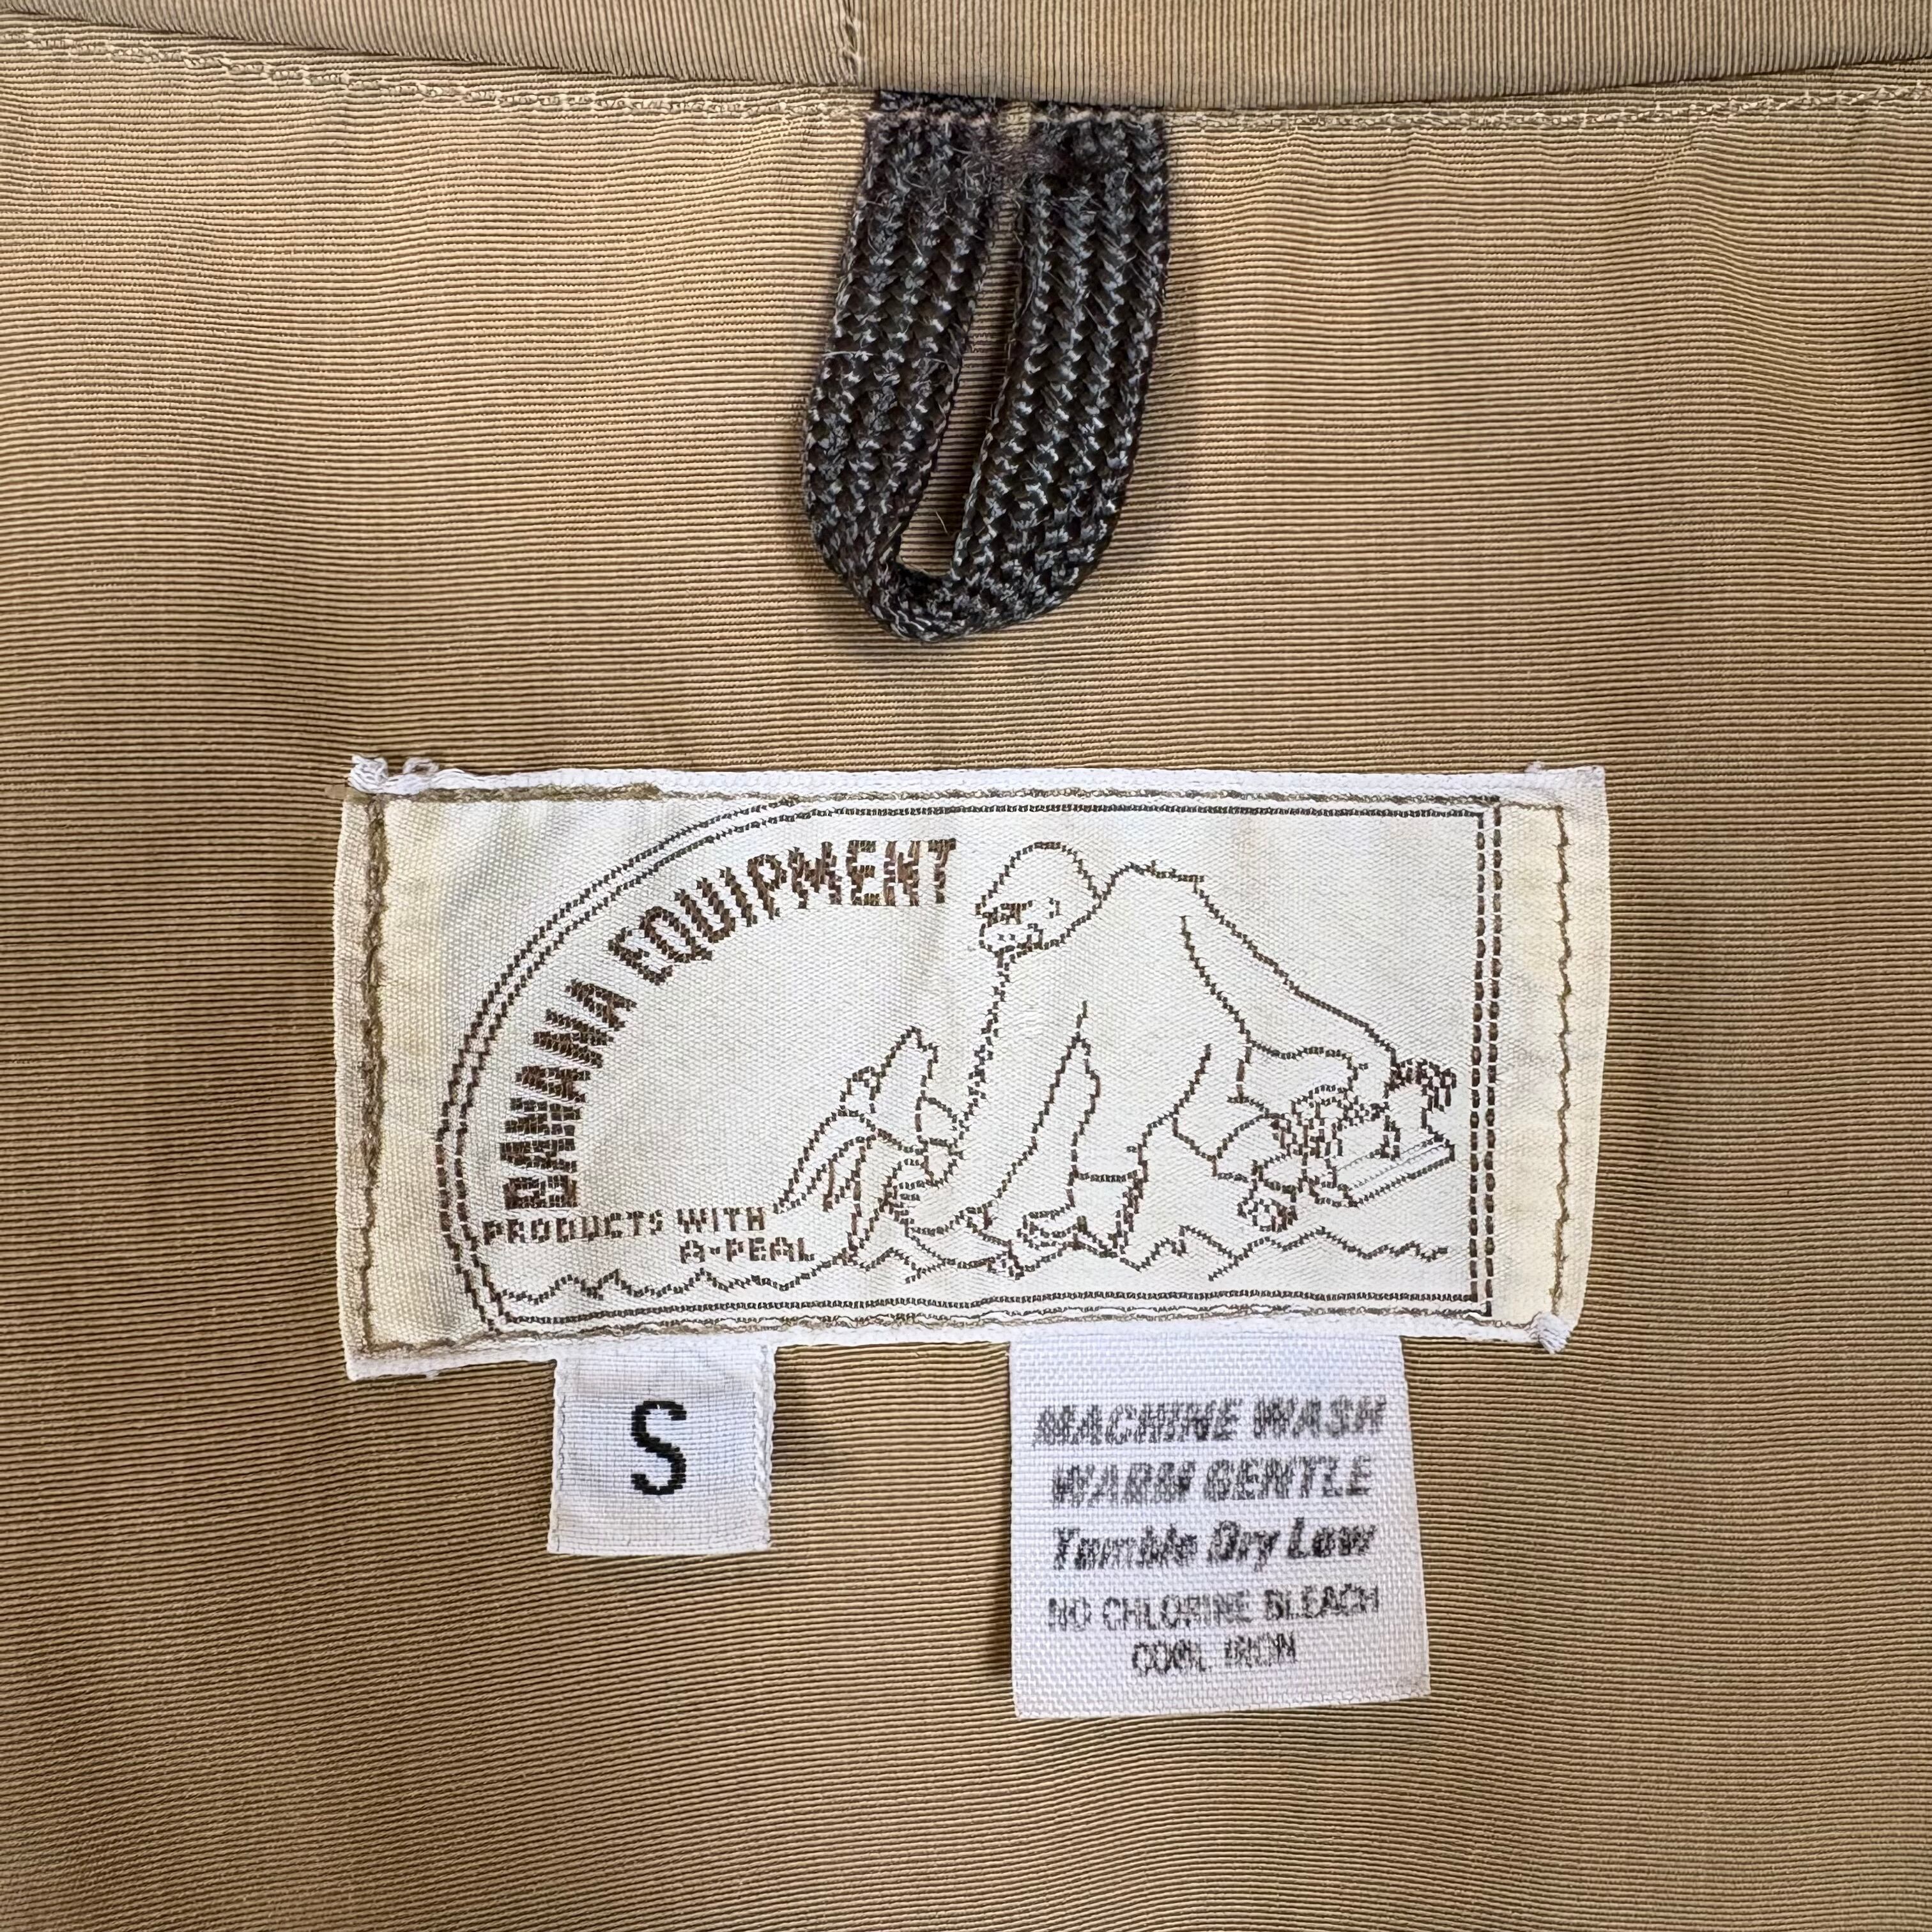 BANANA EQUIPMENT
PRODUCTS WITH
A-PEAL
S
MACHINE WASH
WARM GENTLE
Tumble Dry Low
NO CHLORINE BLEACH
COOL IRON